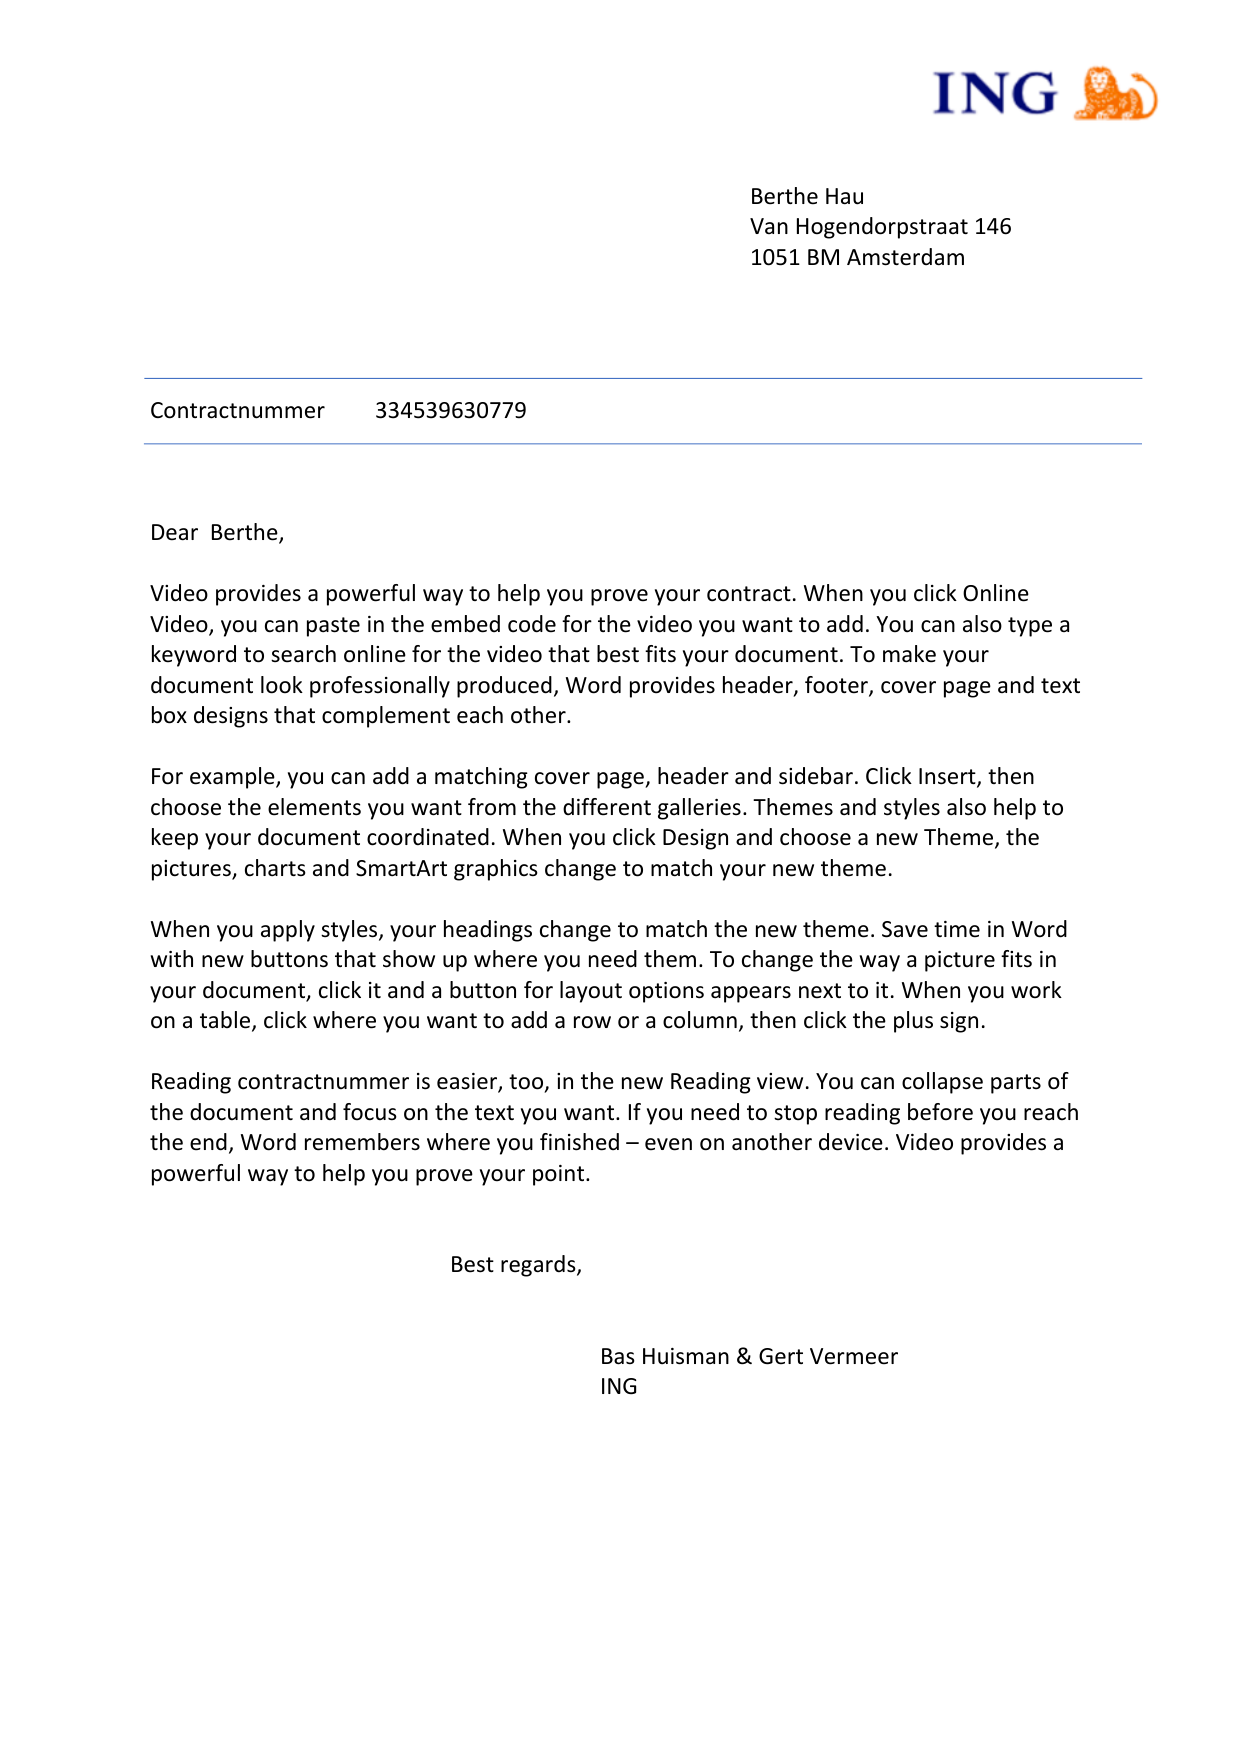 ING
Berthe Hau
Van Hogendorpstraat 146
1051 BM Amsterdam
Contractnummer 334539630779
Dear  Berthe,
Video provides a powerful way to help you prove your contract. When you click Online
Video, you can paste in the embed code for the video you want to add. You can also type a
keyword to search online for the video that best fits your document. To make your
document look professionally produced, Word provides header, footer, cover page and text
box designs that complement each other.
For example, you can add a matching cover page, header and sidebar. Click Insert, then
choose the elements you want from the different galleries. Themes and styles also help to
keep your document coordinated. When you click Design and choose a new Theme, the
pictures, charts and SmartArt graphics change to match your new theme.
When you apply styles, your headings change to match the new theme. Save time in Word
with new buttons that show up where you need them. To change the way a picture fits in
your document, click it and a button for layout options appears next to it. When you work
on a table, click where you want to add a row or a column, then click the plus sign.
Reading contractnummer is easier, too, in the new Reading view. You can collapse parts of
the document and focus on the text you want. If you need to stop reading before you reach
the end, Word remembers where you finished – even on another device. Video provides a
powerful way to help you prove your point.
Best regards,
Bas Huisman & Gert Vermeer
ING